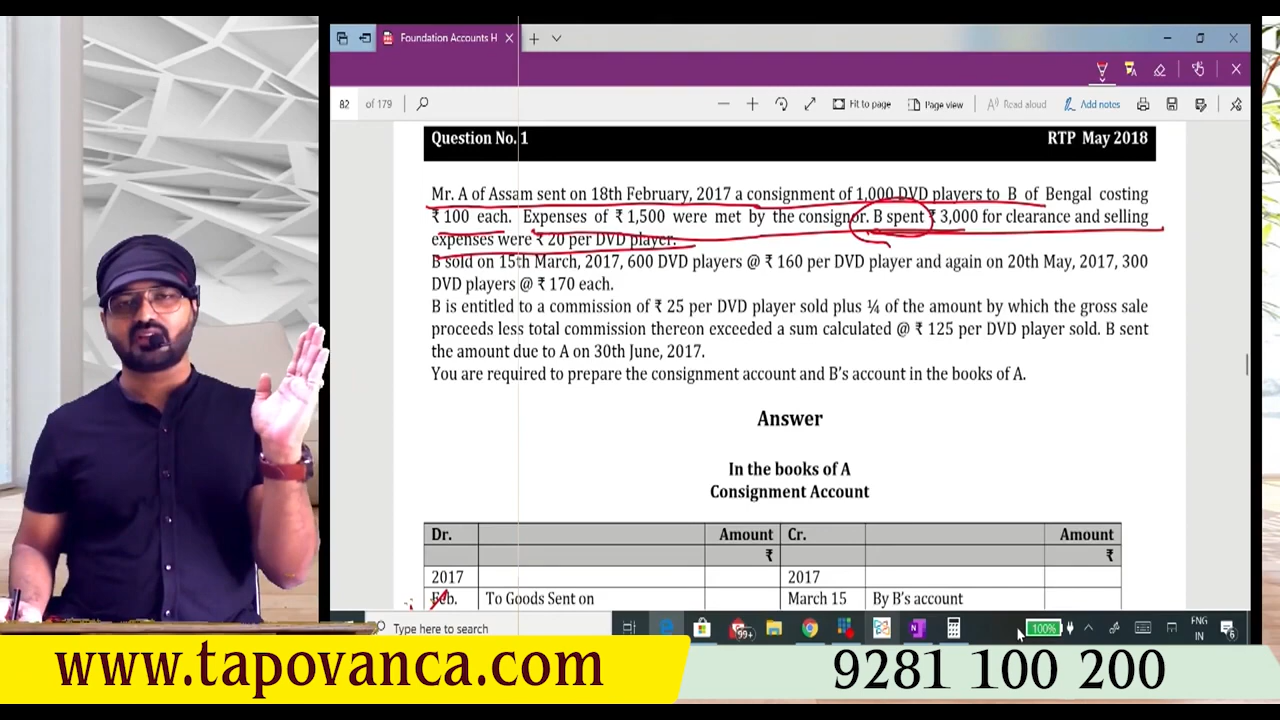 Foundation Accounts H
82 of 179
Fit to page
Page view
Read aloud
Add notes
Question No. 1 RTP May 2018
Mr. A of Assam sent on 18th February, 2017 a consignment of 1,000 DVD players to B of Bengal costing
₹ 100 each. Expenses of ₹ 1,500 were met by the consignor. B spent ₹ 3,000 for clearance and selling
expenses were ₹ 20 per DVD player.
B sold on 15th March, 2017, 600 DVD players @ ₹ 160 per DVD player and again on 20th May, 2017, 300
DVD players @ ₹ 170 each.
B is entitled to a commission of ₹ 25 per DVD player sold plus ¼ of the amount by which the gross sale
proceeds less total commission thereon exceeded a sum calculated @ ₹ 125 per DVD player sold. B sent
the amount due to A on 30th June, 2017.
You are required to prepare the consignment account and B's account in the books of A.
Answer
In the books of A
Consignment Account
Dr. Amount Cr. Amount
₹ ₹
2017 2017
Feb. To Goods Sent on March 15 By B's account
Type here to search
99+
100%
ENG
IN
6
www.tapovanca.com
9281 100 200